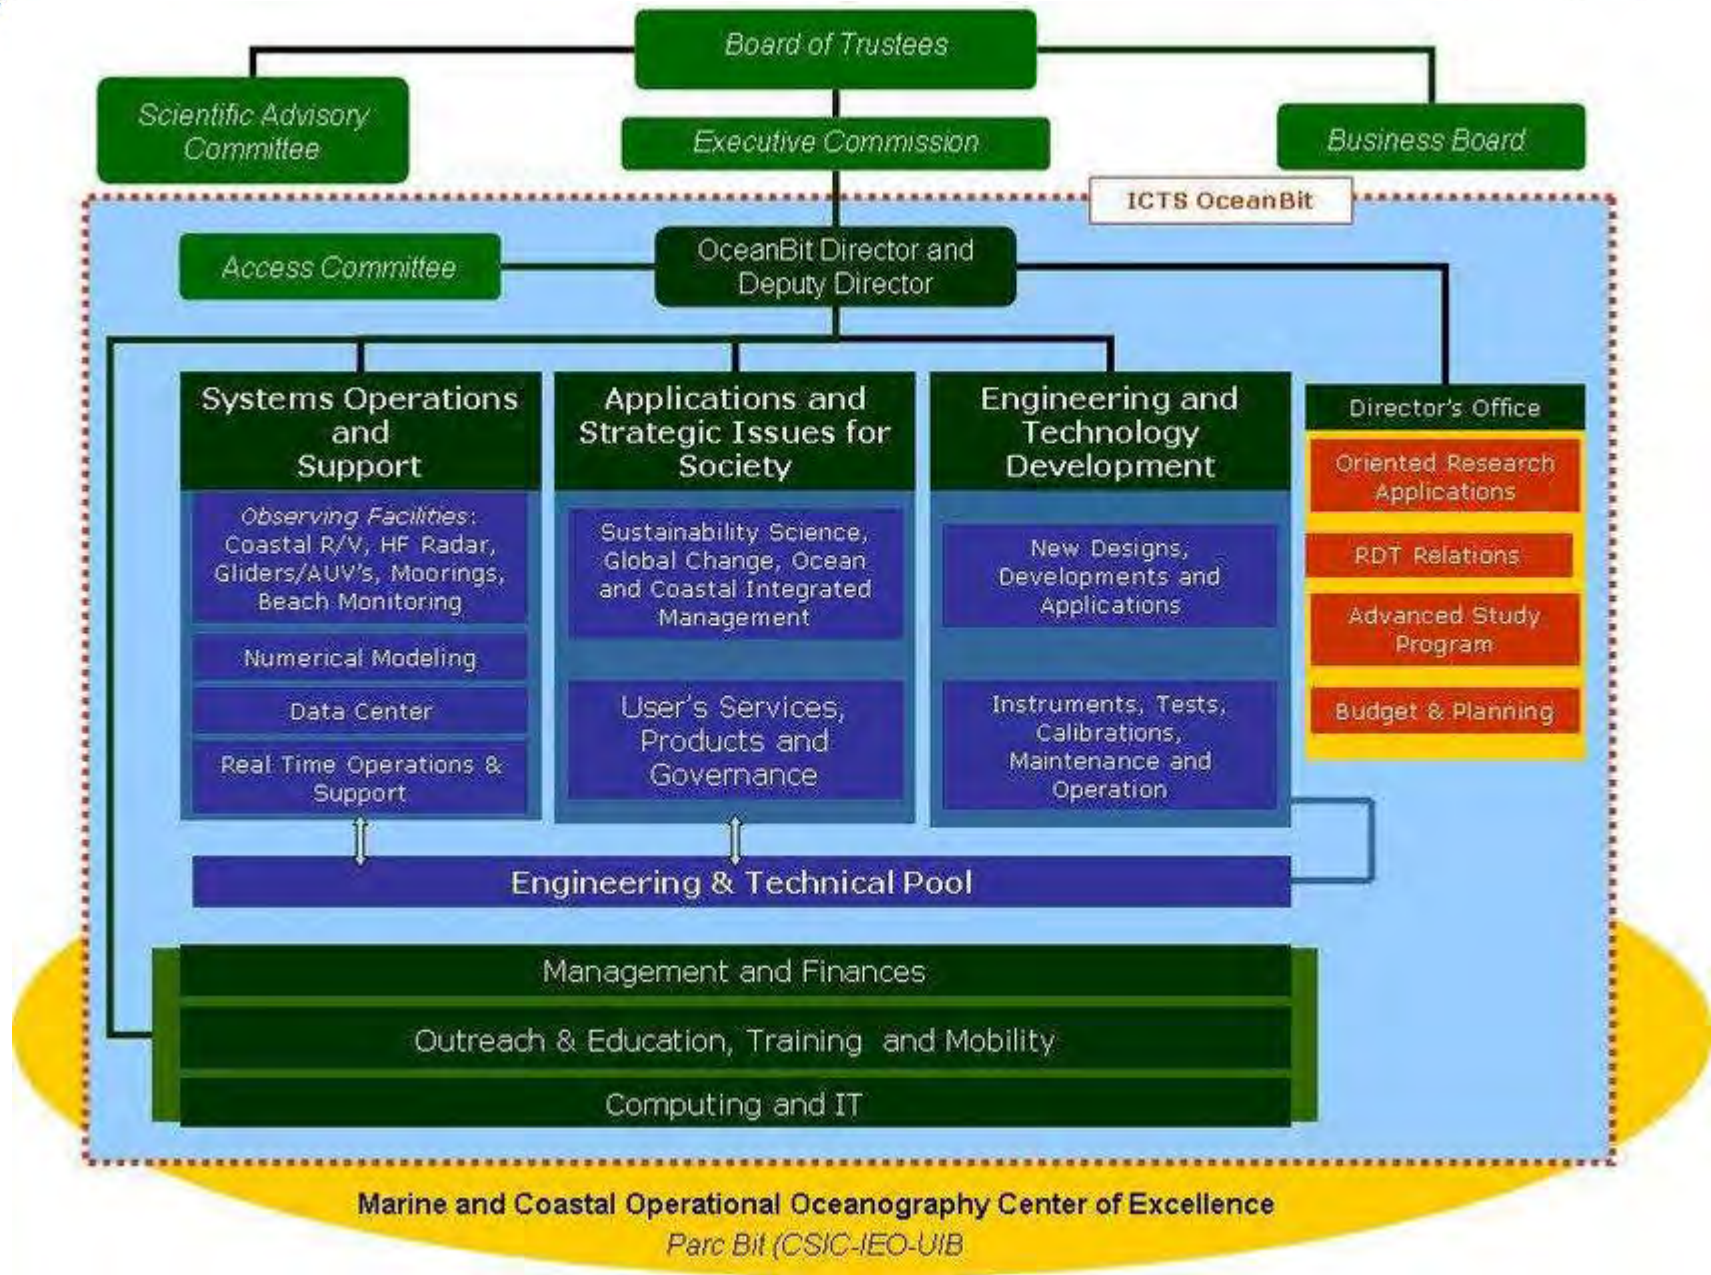 Board of Trustees
Scientific Advisory
Committee
Executive Commission
Business Board
ICTS OceanBit
Access Committee
OceanBit Director and
Deputy Director
Systems Operations
and
Support
Observing Facilities:
Coastal R/V, HF Radar,
Gliders/AUV's, Moorings,
Beach Monitoring
Numerical Modeling
Data Center
Real Time Operations &
Support
Applications and
Strategic Issues for
Society
Sustainability Science,
Global Change, Ocean
and Coastal Integrated
Management
User's Services,
Products and
Governance
Engineering and
Technology
Development
New Designs,
Developments and
Applications
Instruments, Tests,
Calibrations,
Maintenance and
Operation
Director's Office
Oriented Research
Applications
RDT Relations
Advanced Study
Program
Budget & Planning
Engineering & Technical Pool
Management and Finances
Outreach & Education, Training and Mobility
Computing and IT
Marine and Coastal Operational Oceanography Center of Excellence
Parc Bit (CSIC-IEO-UIB